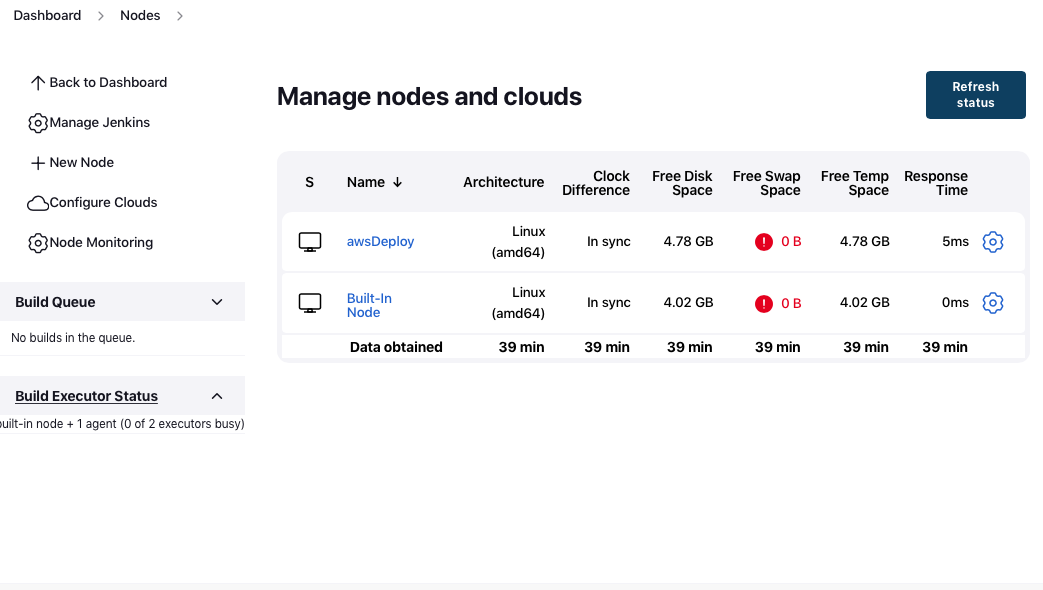 Dashboard
Nodes
Back to Dashboard
Manage Jenkins
New Node
Configure Clouds
Node Monitoring
Build Queue
No builds in the queue.
Build Executor Status
built-in node + 1 agent (0 of 2 executors busy)
Manage nodes and clouds
Refresh
status
S Name ↓ Architecture Clock Difference Free Disk Space Free Swap Space Free Temp Space Response Time
awsDeploy Linux (amd64) In sync 4.78 GB ! 0 B 4.78 GB 5ms
Built-In Node Linux (amd64) In sync 4.02 GB ! 0 B 4.02 GB 0ms
Data obtained 39 min 39 min 39 min 39 min 39 min 39 min